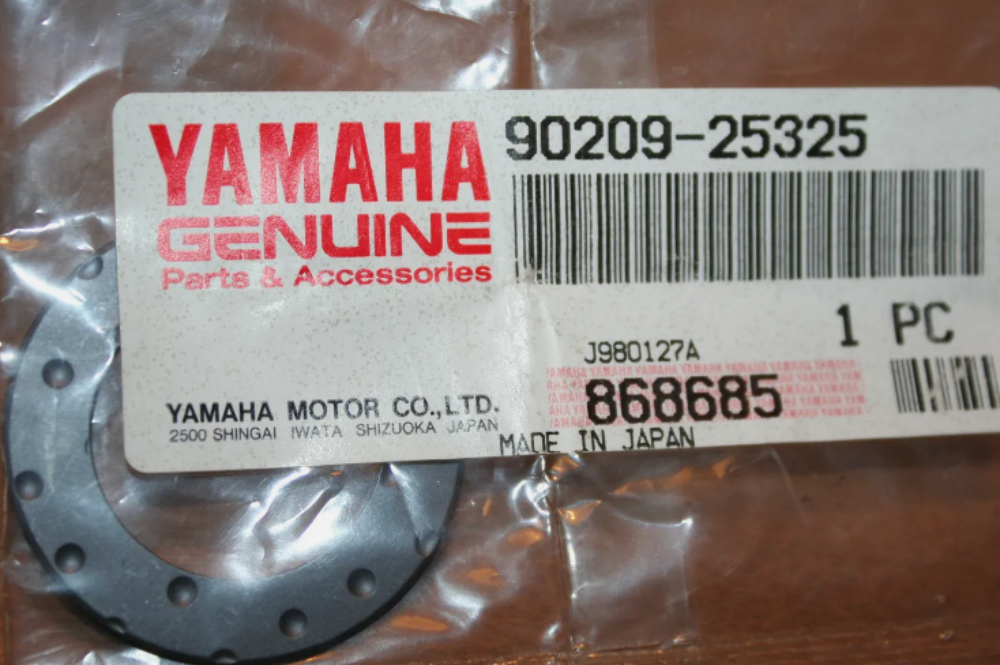 YAMAHA
GENUINE
Parts & Accessories
90209-25325
1 PC
J980127A
868685
YAMAHA MOTOR CO.,LTD.
2500 SHINGAI IWATA SHIZUOKA JAPAN
MADE IN JAPAN